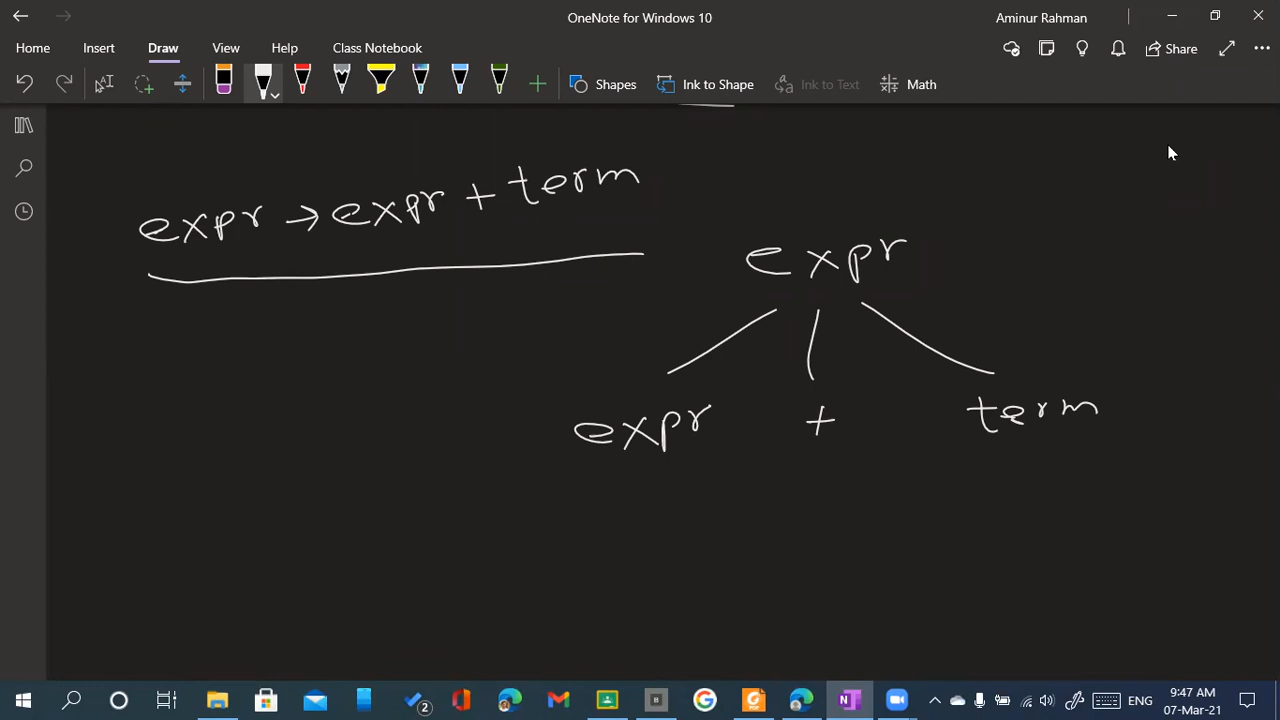 OneNote for Windows 10
Aminur Rahman
Home Insert Draw View Help Class Notebook
Share
Shapes Ink to Shape Ink to Text Math
expr → expr + term
expr
expr + term
2
ENG
9:47 AM
07-Mar-21